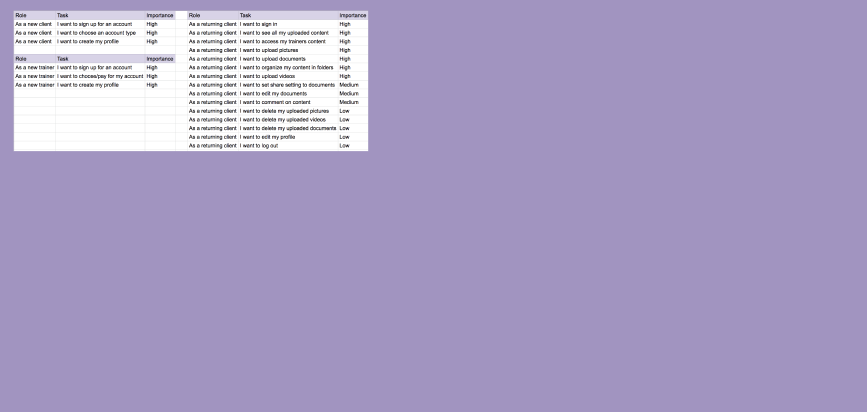 Role Task Importance
As a new client I want to sign up for an account High
As a new client I want to choose an account type High
As a new client I want to create my profile High
Role Task Importance
As a new trainer I want to sign up for an account High
As a new trainer I want to choose/pay for my account High
As a new trainer I want to create my profile High
Role Task Importance
As a returning client I want to sign in High
As a returning client I want to see all my uploaded content High
As a returning client I want to access my trainers content High
As a returning client I want to upload pictures High
As a returning client I want to upload documents High
As a returning client I want to organize my content in folders High
As a returning client I want to upload videos High
As a returning client I want to set share setting to documents Medium
As a returning client I want to edit my documents Medium
As a returning client I want to comment on content Medium
As a returning client I want to delete my uploaded pictures Low
As a returning client I want to delete my uploaded videos Low
As a returning client I want to delete my uploaded documents Low
As a returning client I want to edit my profile Low
As a returning client I want to log out Low